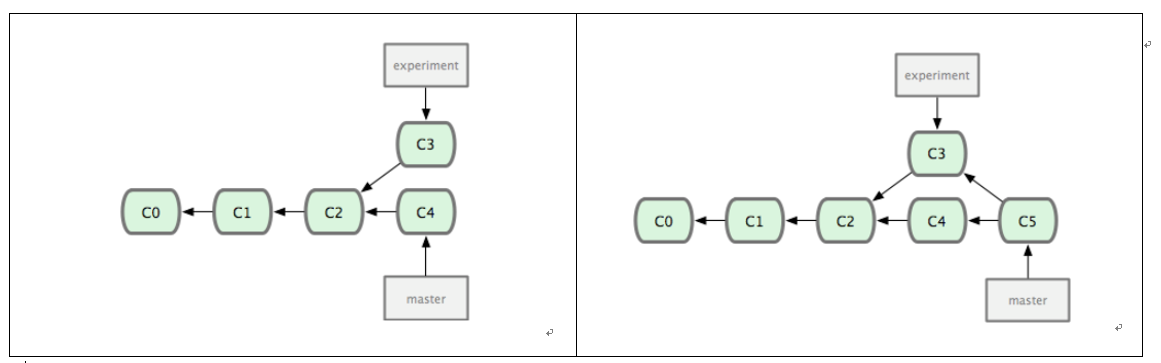 experiment
C3
C0 C1 C2 C4
master
experiment
C3
C0 C1 C2 C4 C5
master